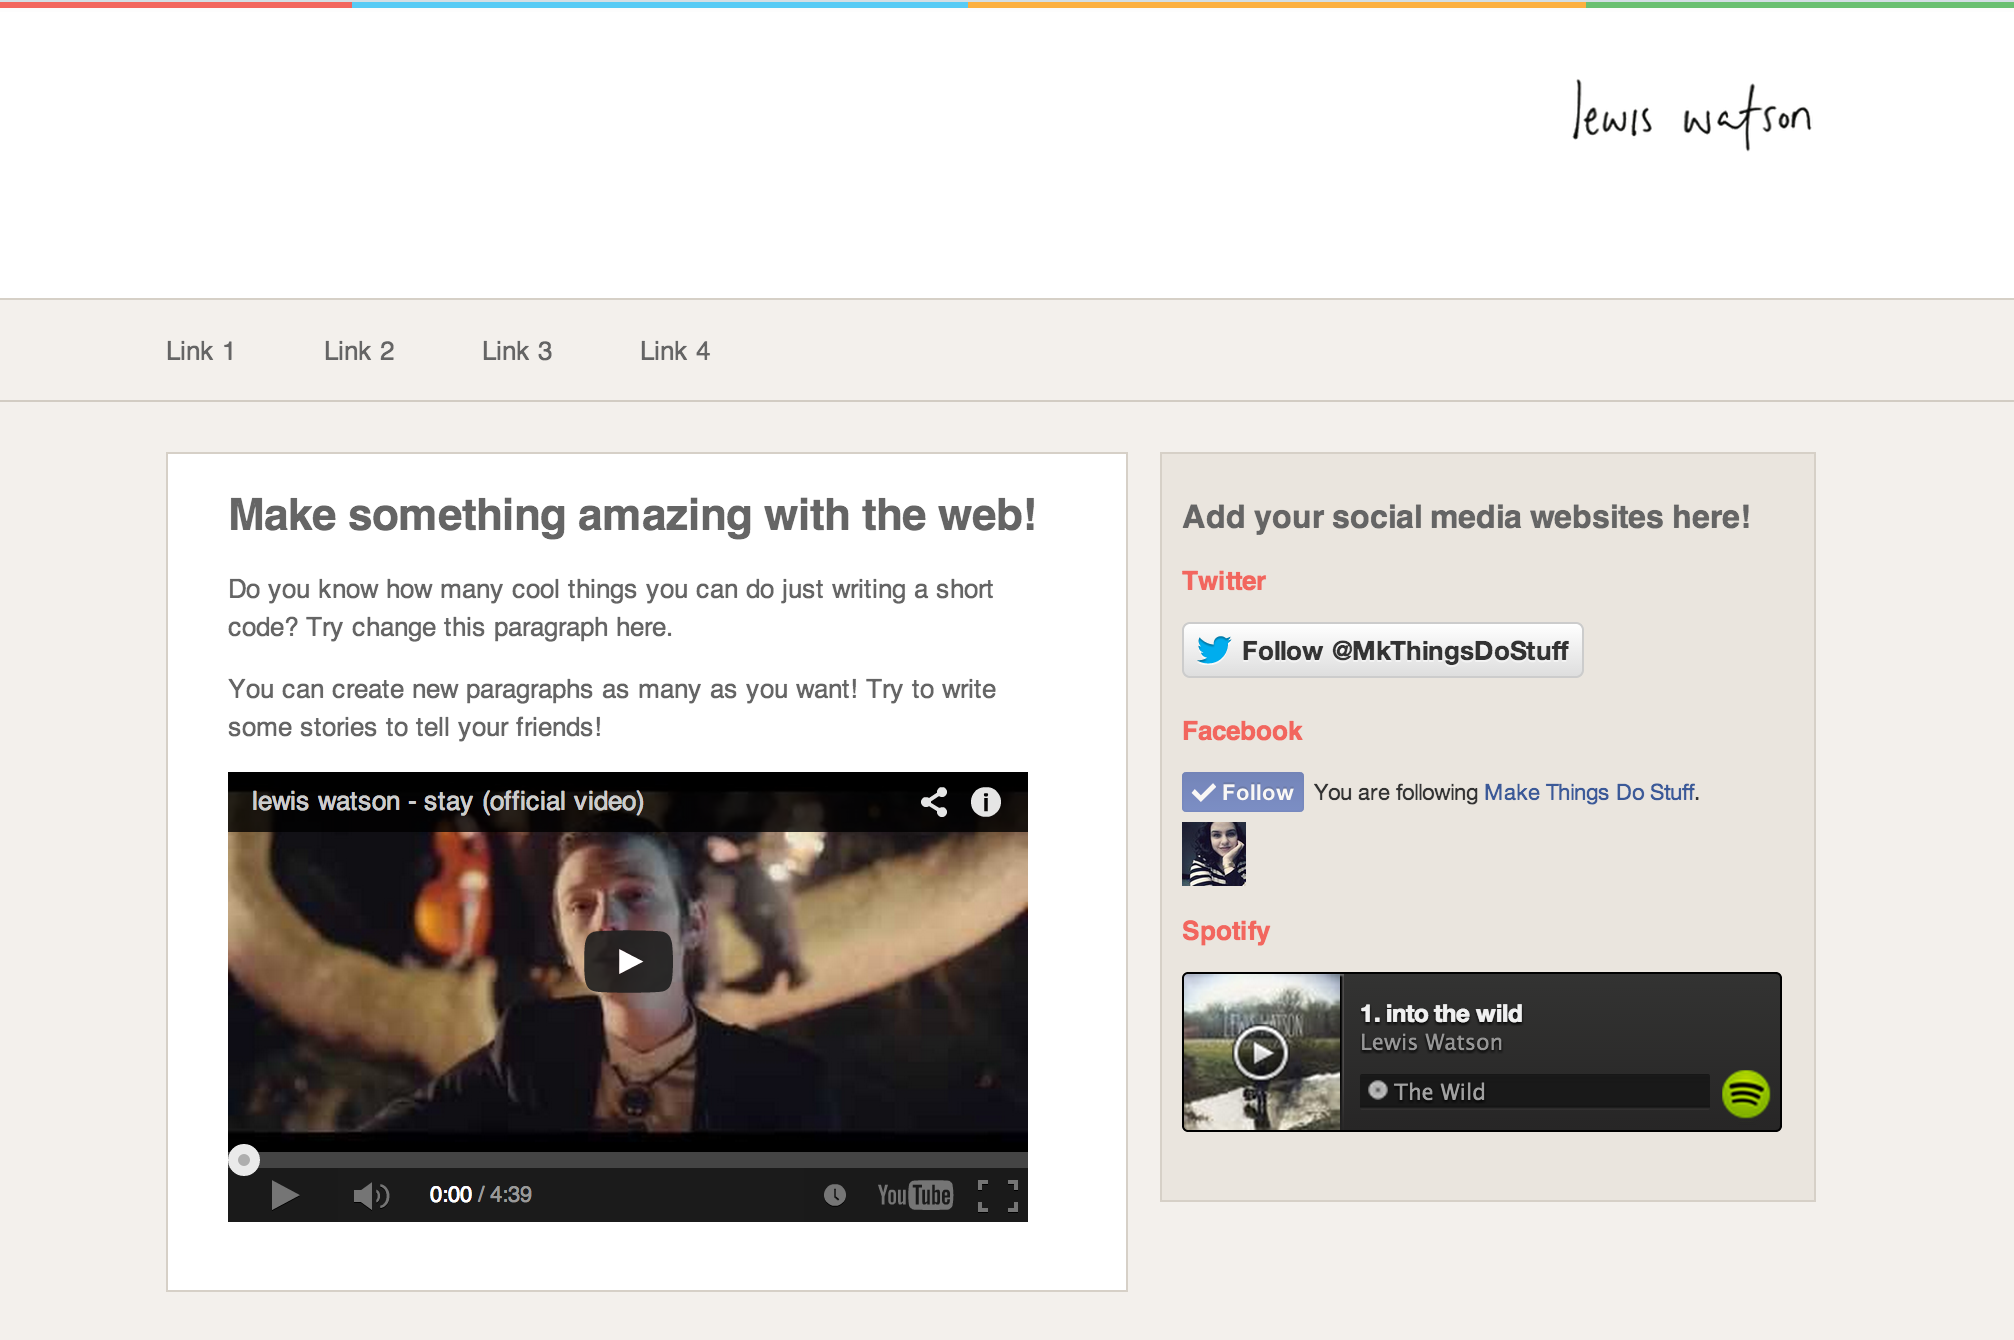 lewis watson
Link 1
Link 2
Link 3
Link 4
Make something amazing with the web!
Do you know how many cool things you can do just writing a short
code? Try change this paragraph here.
You can create new paragraphs as many as you want! Try to write
some stories to tell your friends!
lewis watson - stay (official video)
0:00 / 4:39
YouTube
Add your social media websites here!
Twitter
Follow @MkThingsDoStuff
Facebook
Follow You are following Make Things Do Stuff.
Spotify
LEWIS WATSON
1. into the wild
Lewis Watson
The Wild